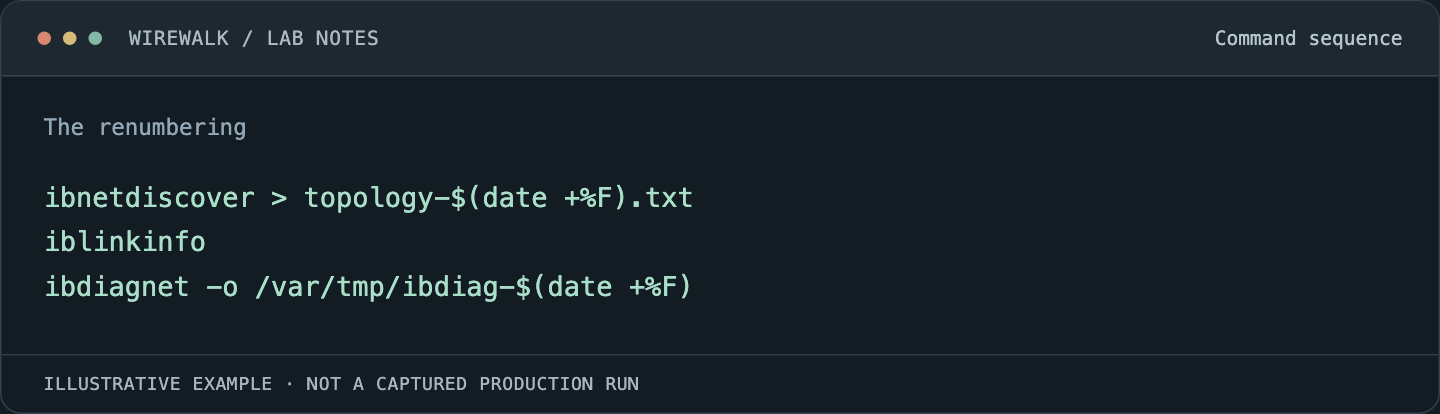 WIREWALK / LAB NOTES
Command sequence
The renumbering
ibnetdiscover > topology-$(date +%F).txt
iblinkinfo
ibdiagnet -o /var/tmp/ibdiag-$(date +%F)
ILLUSTRATIVE EXAMPLE · NOT A CAPTURED PRODUCTION RUN